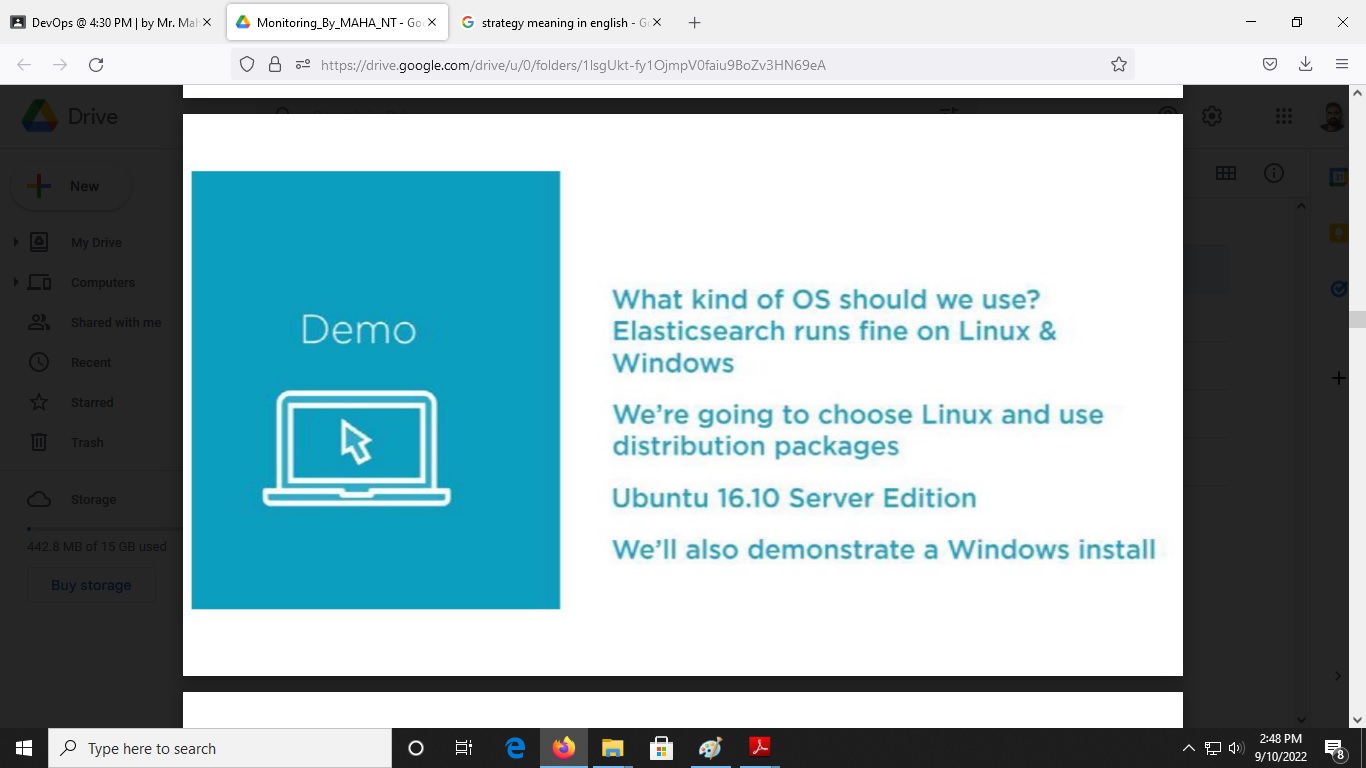 DevOps @ 4:30 PM | by Mr. Mah
Monitoring_By_MAHA_NT - Goo
strategy meaning in english - Go
https://drive.google.com/drive/u/0/folders/1lsgUkt-fy1OjmpV0faiu9BoZv3HN69eA
Drive
New
My Drive
Computers
Shared with me
Recent
Starred
Trash
Storage
442.8 MB of 15 GB used
Buy storage
Demo
What kind of OS should we use?
Elasticsearch runs fine on Linux &
Windows
We're going to choose Linux and use
distribution packages
Ubuntu 16.10 Server Edition
We'll also demonstrate a Windows install
Type here to search
2:48 PM
9/10/2022
8